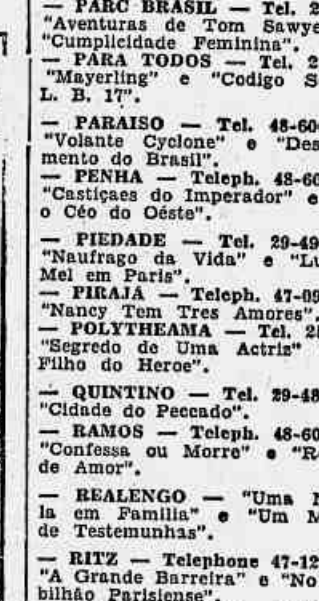 — PARC BRASIL — Tel. 2
"Aventuras de Tom Sawye
"Cumplicidade Feminina".
— PARA TODOS — Tel. 2
"Mayerling" e "Codigo S
L. B. 17".
— PARAISO — Tel. 48-60
"Volante Cyclone" e "Des
mento do Brasil".
— PENHA — Teleph. 48-60
"Castiçaes do Imperador" e
o Céo do Oéste".
— PIEDADE — Tel. 29-49
"Naufrago da Vida" e "Lu
Mel em Paris".
— PIRAJÁ — Teleph. 47-09
"Nancy Tem Tres Amores".
— POLYTHEAMA — Tel. 2
"Segredo de Uma Actriz"
Filho do Heroe".
— QUINTINO — Tel. 29-48
"Cidade do Peccado".
— RAMOS — Teleph. 48-60
"Confessa ou Morre" e "R
de Amor".
— REALENGO — "Uma
la em Familia" e "Um M
de Testemunhas".
— RITZ — Telephone 47-12
"A Grande Barreira" e "No
bilhão Parisiense".